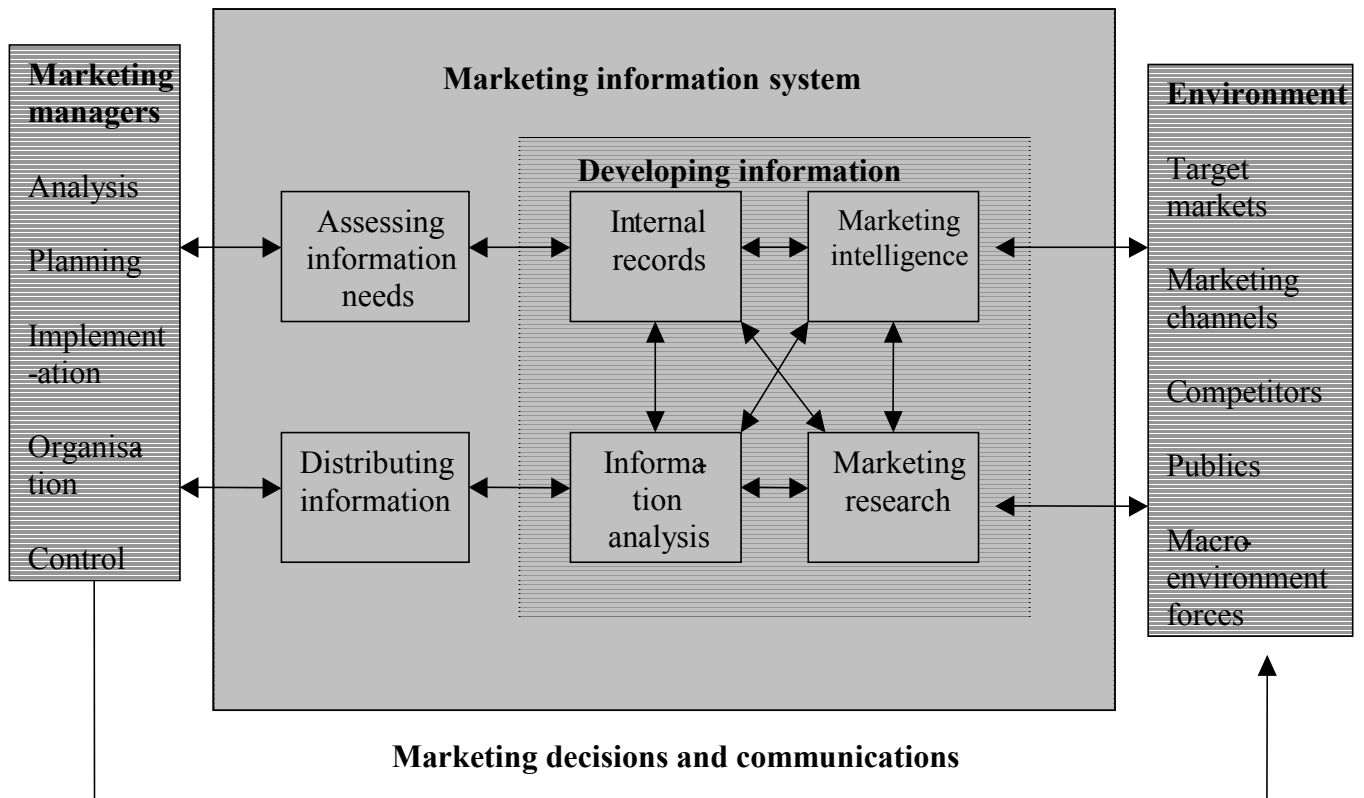 Marketing
managers
Analysis
Planning
Implement
-ation
Organisa-
tion
Control
Marketing information system
Developing information
Assessing
information
needs
Internal
records
Marketing
intelligence
Distributing
information
Informa-
tion
analysis
Marketing
research
Environment
Target
markets
Marketing
channels
Competitors
Publics
Macro-
environment
forces
Marketing decisions and communications